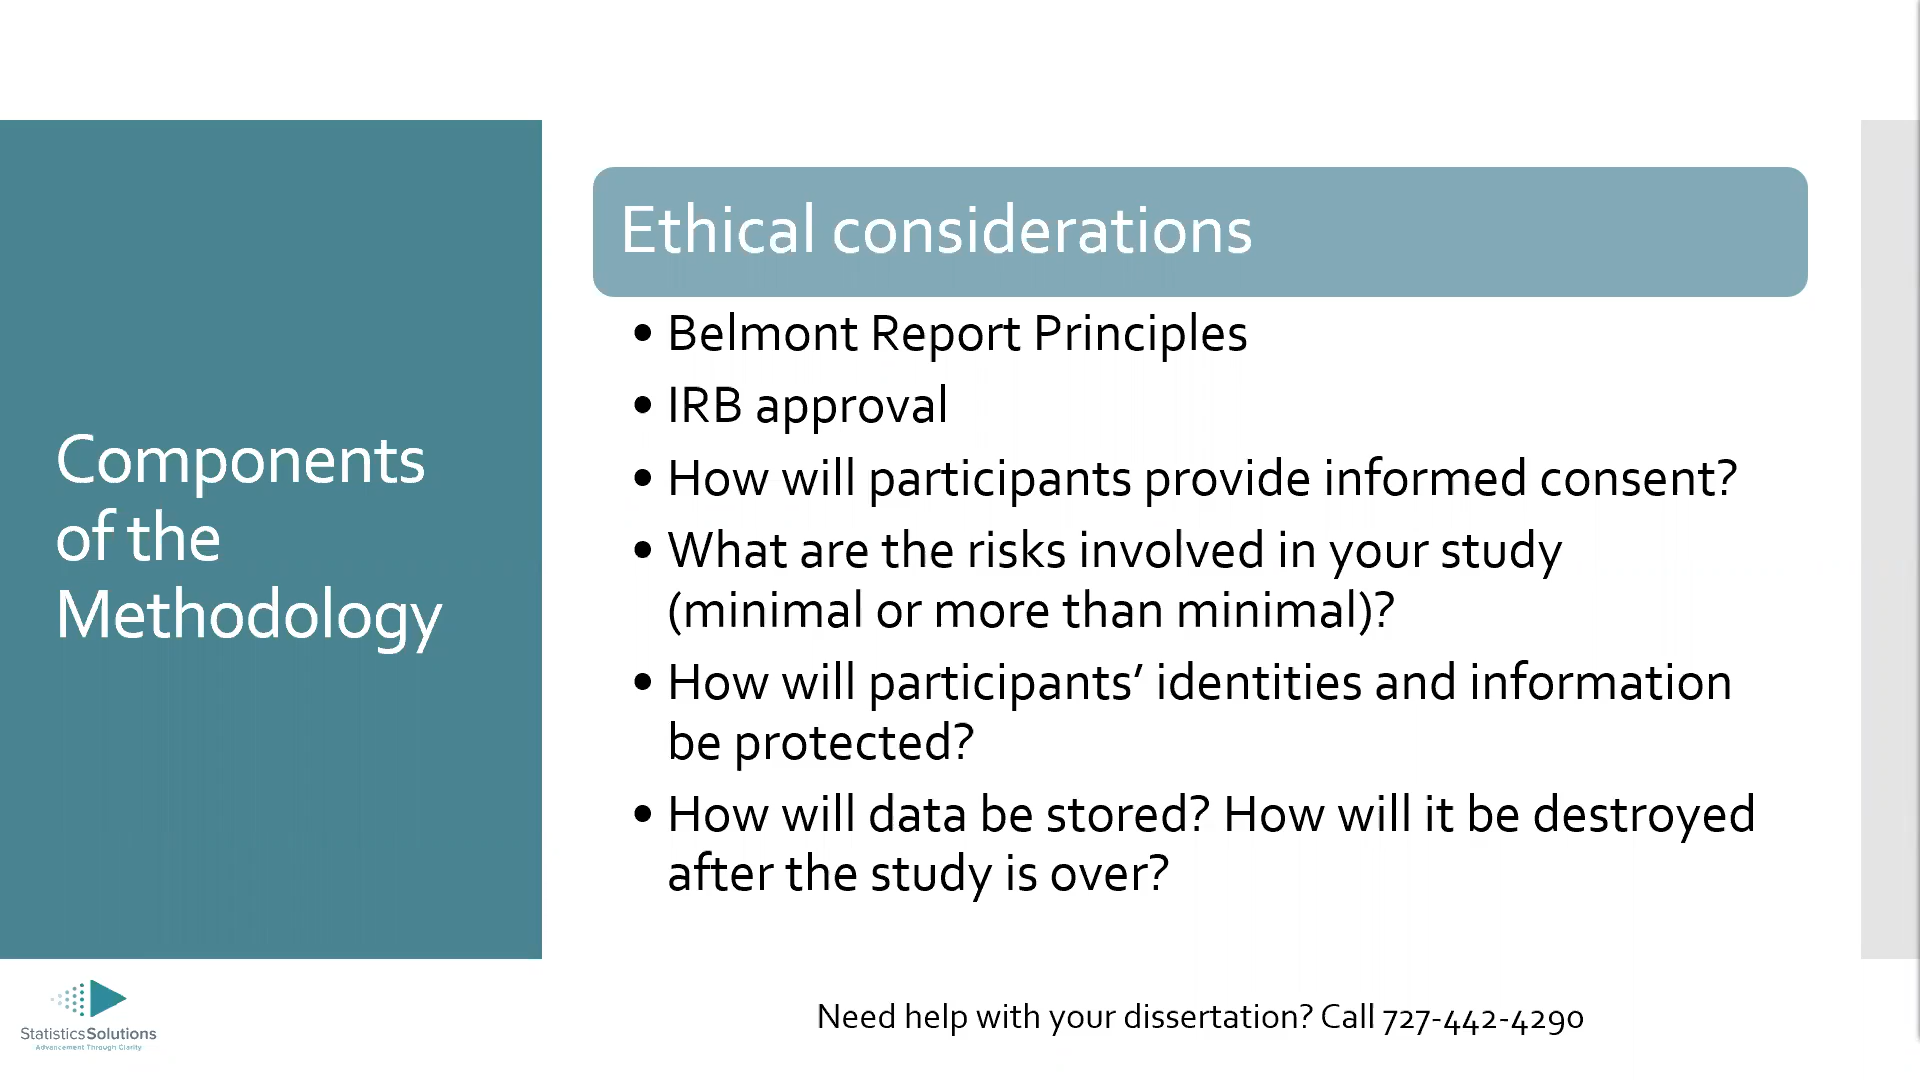 Components
of the
Methodology
Ethical considerations
• Belmont Report Principles
• IRB approval
• How will participants provide informed consent?
• What are the risks involved in your study
(minimal or more than minimal)?
• How will participants’ identities and information
be protected?
• How will data be stored? How will it be destroyed
after the study is over?
StatisticsSolutions
Advancement Through Clarity
Need help with your dissertation? Call 727-442-4290